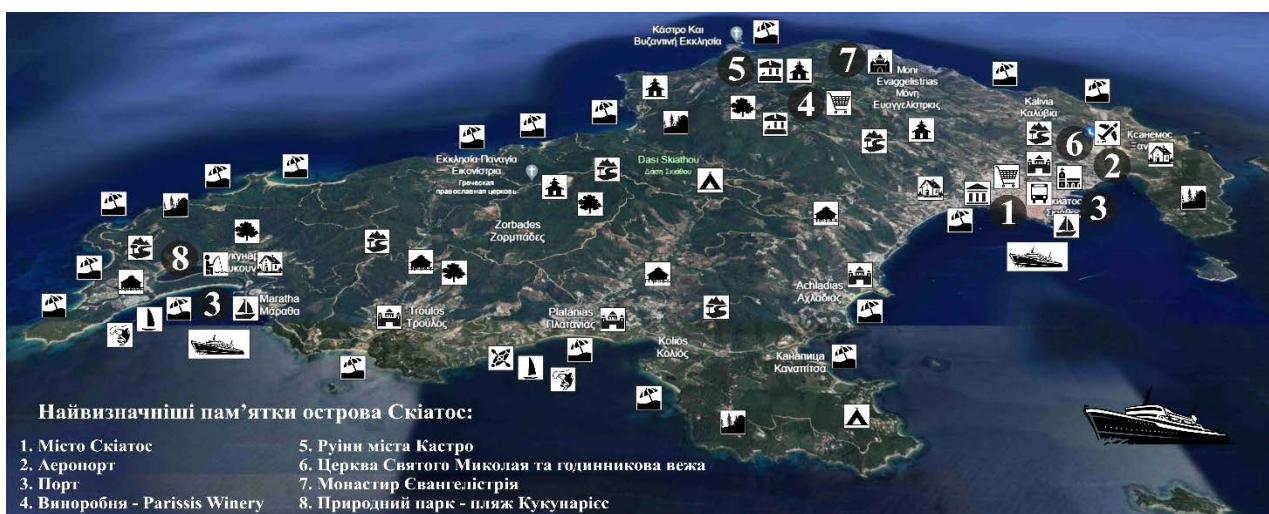 Κάστρο Και
Βυζαντινή Εκκλησία
7
5
Moni
Evaggelistrias
Μόνη
Ευαγγελίστριας
4
Kalivia
Καλύβια
6
Ксанемос
2
Εκκλησία-Παναγία
Εικονίστρια
Греческая
православная церковь
Dasi Skiathou
Δάση Σκιάθου
1
3
Zorbades
Ζορμπάδες
8
3
Maratha
Μάραθα
Troulos
Τρούλος
Platanias
Πλατανιάς
Achladias
Αχλαδιάς
Kolios
Κολιός
Канапица
Καναπίτσα
Найвизначніші пам’ятки острова Скіатос:
1. Місто Скіатос
2. Аеропорт
3. Порт
4. Виноробня - Parissis Winery
5. Руїни міста Кастро
6. Церква Святого Миколая та годинникова вежа
7. Монастир Євангелістрія
8. Природний парк - пляж Кукунарієс